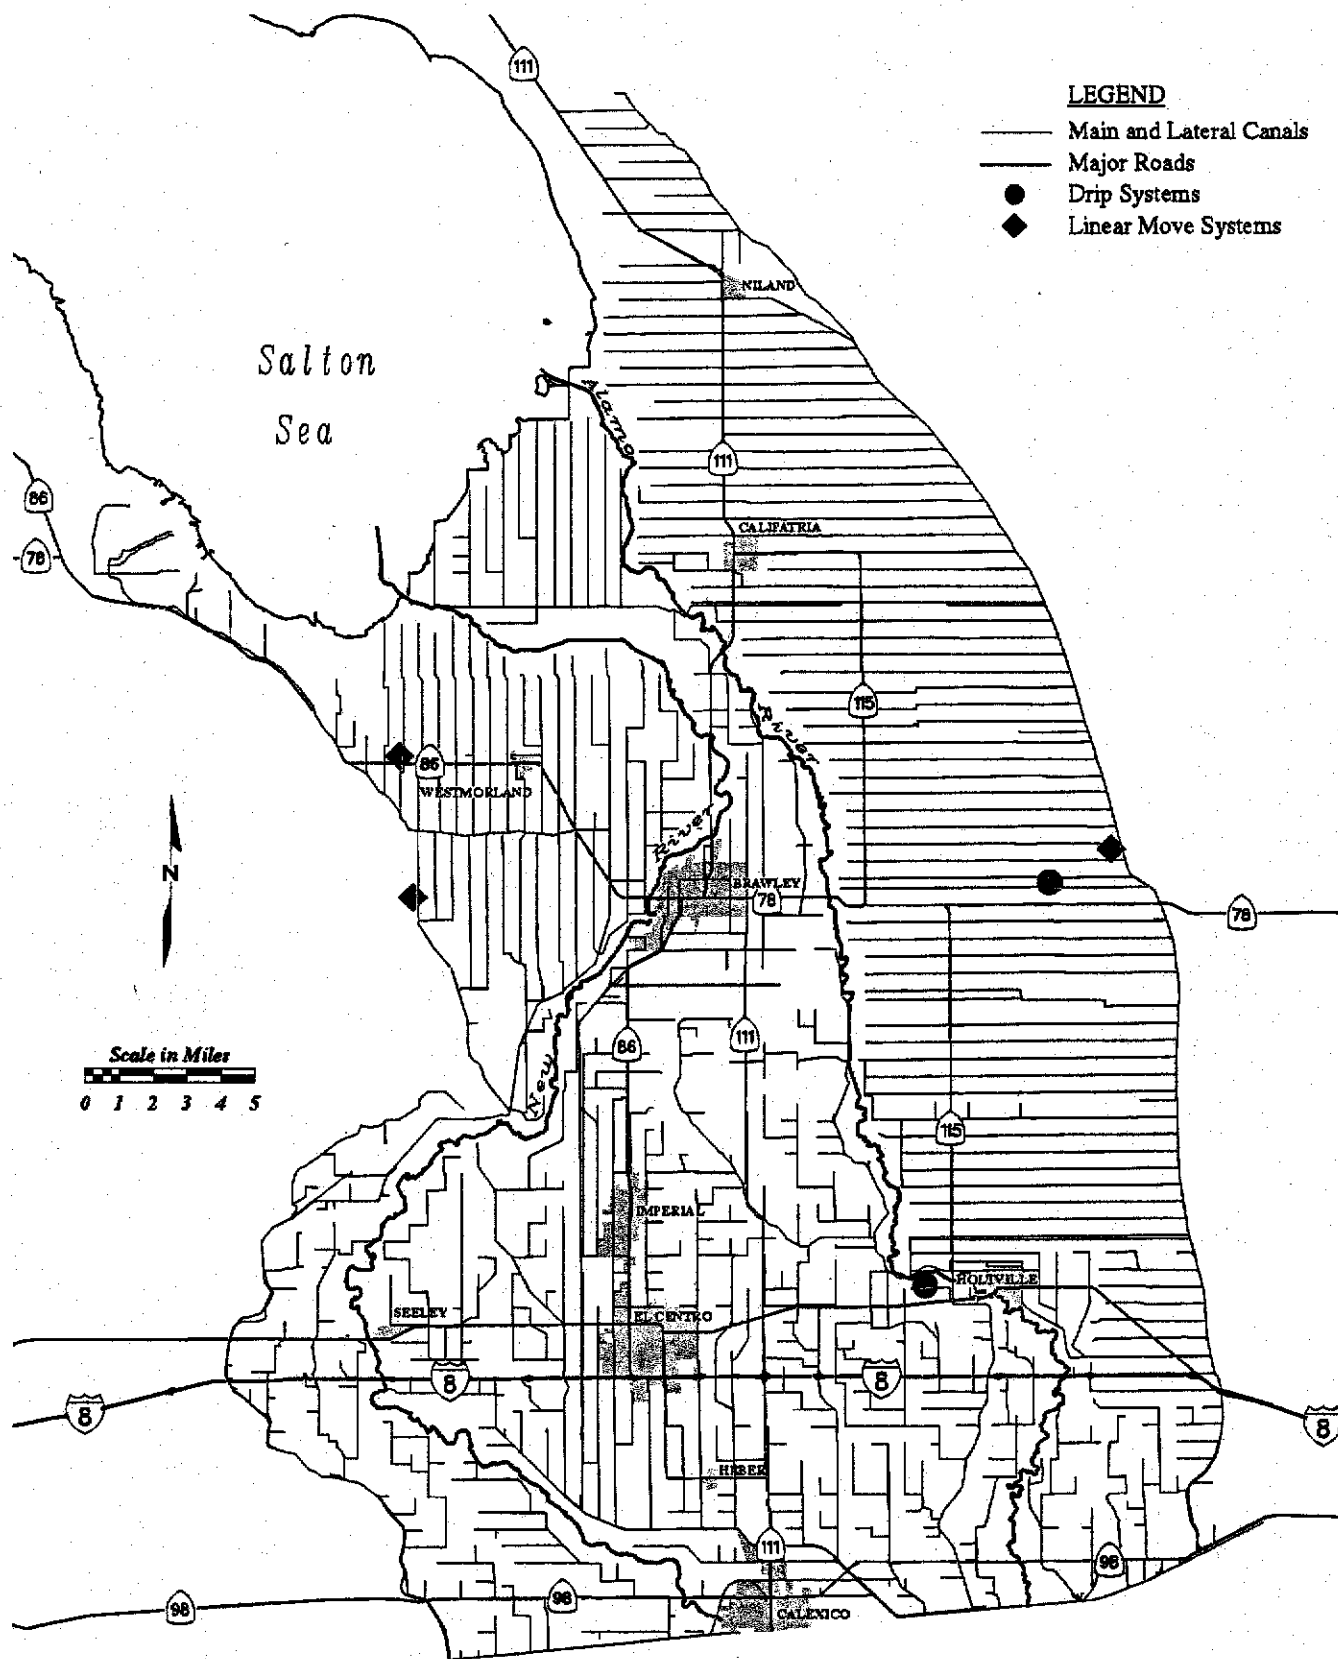 111
LEGEND
Main and Lateral Canals
Major Roads
Drip Systems
Linear Move Systems
NILAND
Salton
Sea
Alamo
111
86
CALIFATRIA
78
115
River
86
WESTMORLAND
River
N
BRAWLEY
78
78
Scale in Miles
0 1 2 3 4 5
86
111
New
115
IMPERIAL
HOLTVILLE
SEELEY
EL CENTRO
8
8
8
8
HEBER
111
98
98
98
CALEXICO